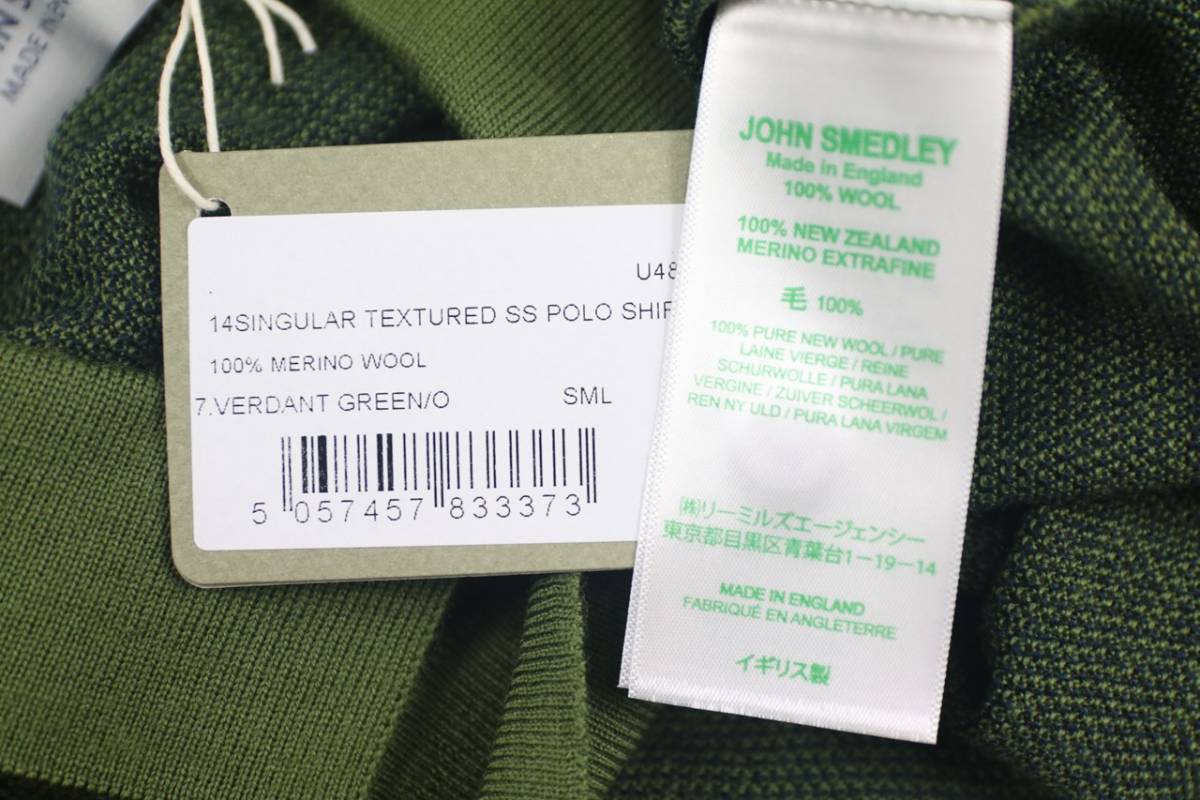 MADE IN
U48
14SINGULAR TEXTURED SS POLO SHIR
100% MERINO WOOL
7.VERDANT GREEN/O SML
5 057457 833373
JOHN SMEDLEY
Made in England
100% WOOL
100% NEW ZEALAND
MERINO EXTRAFINE
毛 100%
100% PURE NEW WOOL / PURE
LAINE VIERGE / REINE
SCHURWOLLE / PURA LANA
VERGINE / ZUIVER SCHEERWOL /
REN NY ULD / PURA LANA VIRGEM
㈱リーミルズエージェンシー
東京都目黒区青葉台1－19－14
MADE IN ENGLAND
FABRIQUÉ EN ANGLETERRE
イギリス製